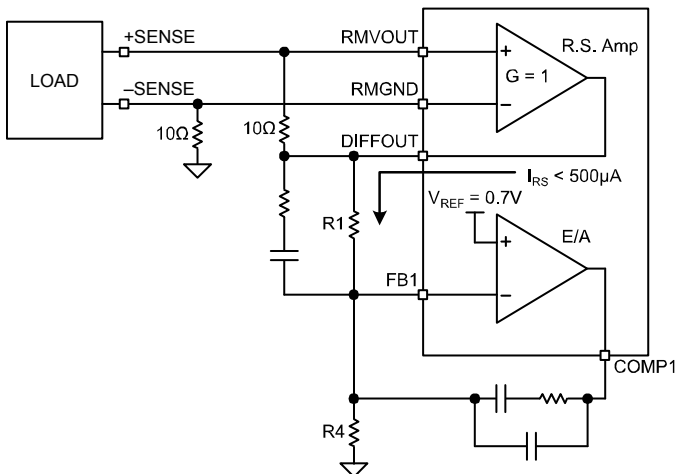 +SENSE
RMVOUT
R.S. Amp
+
LOAD
G = 1
–SENSE
RMGND
–
10Ω
10Ω
DIFFOUT
I_RS < 500µA
V_REF = 0.7V
R1
E/A
+
FB1
–
COMP1
R4